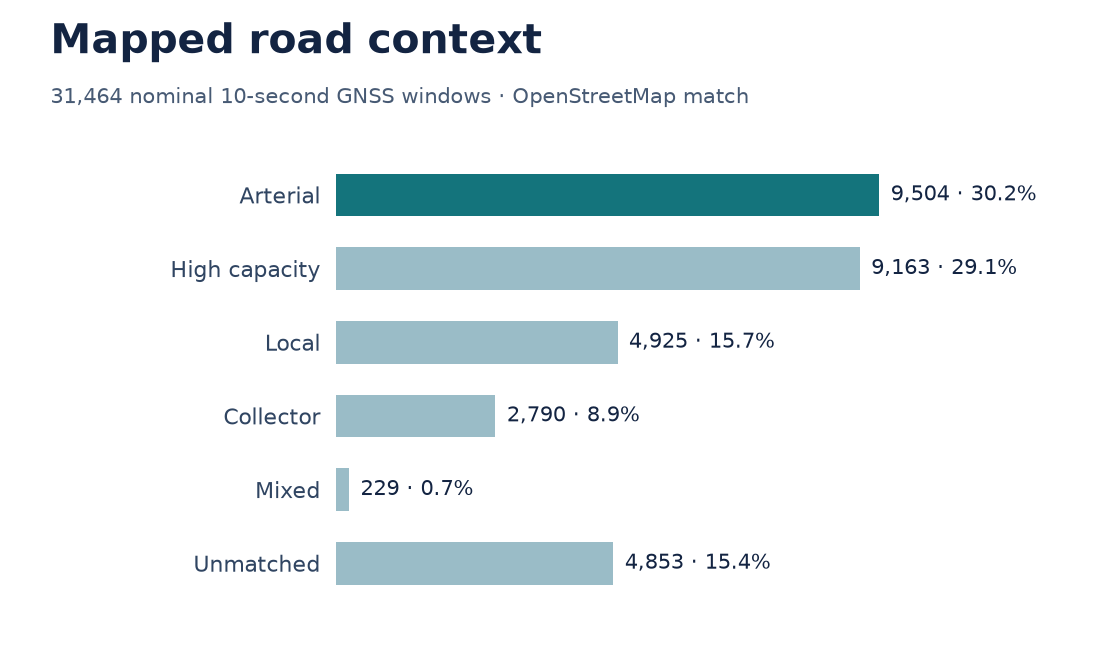 Mapped road context
31,464 nominal 10-second GNSS windows · OpenStreetMap match
Arterial 9,504 · 30.2%
High capacity 9,163 · 29.1%
Local 4,925 · 15.7%
Collector 2,790 · 8.9%
Mixed 229 · 0.7%
Unmatched 4,853 · 15.4%